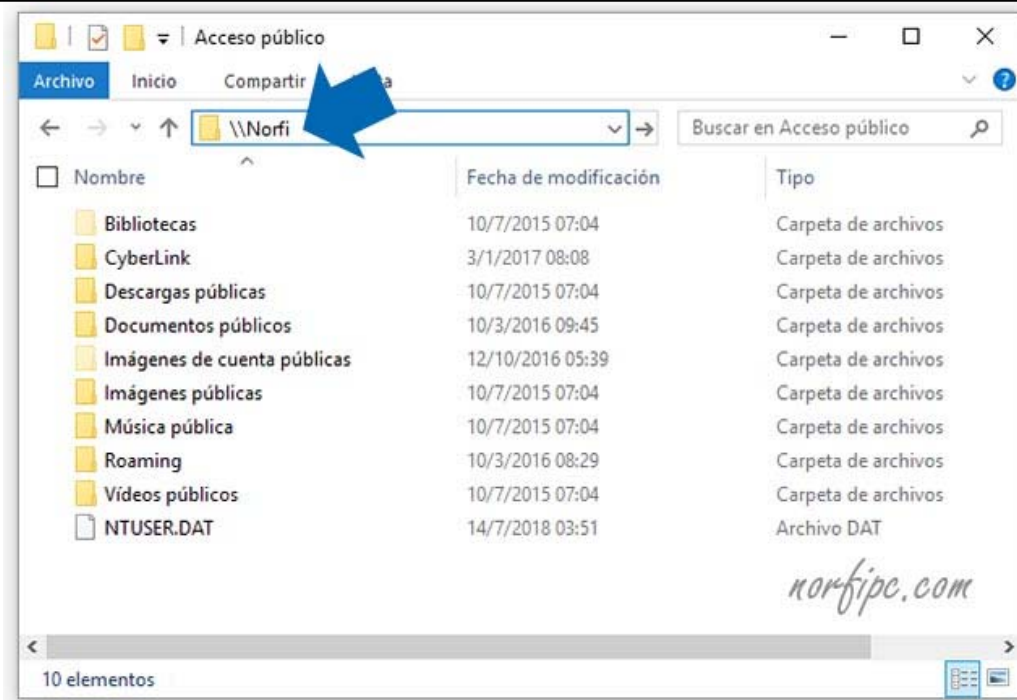 Acceso público
Archivo Inicio Compartir
\\Norfi Buscar en Acceso público
Nombre Fecha de modificación Tipo
Bibliotecas 10/7/2015 07:04 Carpeta de archivos
CyberLink 3/1/2017 08:08 Carpeta de archivos
Descargas públicas 10/7/2015 07:04 Carpeta de archivos
Documentos públicos 10/3/2016 09:45 Carpeta de archivos
Imágenes de cuenta públicas 12/10/2016 05:39 Carpeta de archivos
Imágenes públicas 10/7/2015 07:04 Carpeta de archivos
Música pública 10/7/2015 07:04 Carpeta de archivos
Roaming 10/3/2016 08:29 Carpeta de archivos
Vídeos públicos 10/7/2015 07:04 Carpeta de archivos
NTUSER.DAT 14/7/2018 03:51 Archivo DAT
norfipc.com
10 elementos